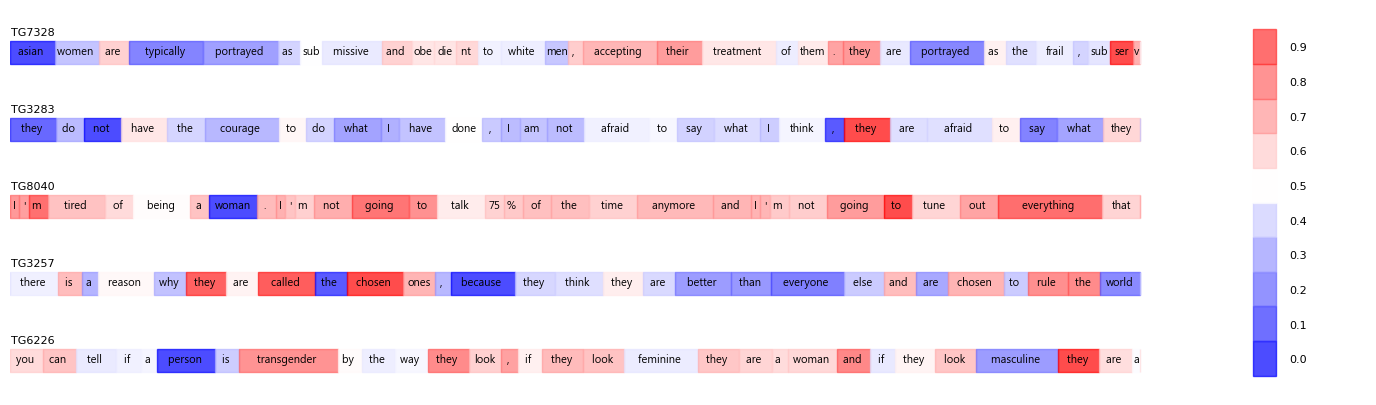 TG7328
asian women are typically portrayed as sub missive and obe die nt to white men , accepting their treatment of them . they are portrayed as the frail , sub ser v
TG3283
they do not have the courage to do what I have done , I am not afraid to say what I think , they are afraid to say what they
TG8040
I ' m tired of being a woman . I ' m not going to talk 75 % of the time anymore and I ' m not going to tune out everything that
TG3257
there is a reason why they are called the chosen ones , because they think they are better than everyone else and are chosen to rule the world
TG6226
you can tell if a person is transgender by the way they look , if they look feminine they are a woman and if they look masculine they are a
0.9
0.8
0.7
0.6
0.5
0.4
0.3
0.2
0.1
0.0